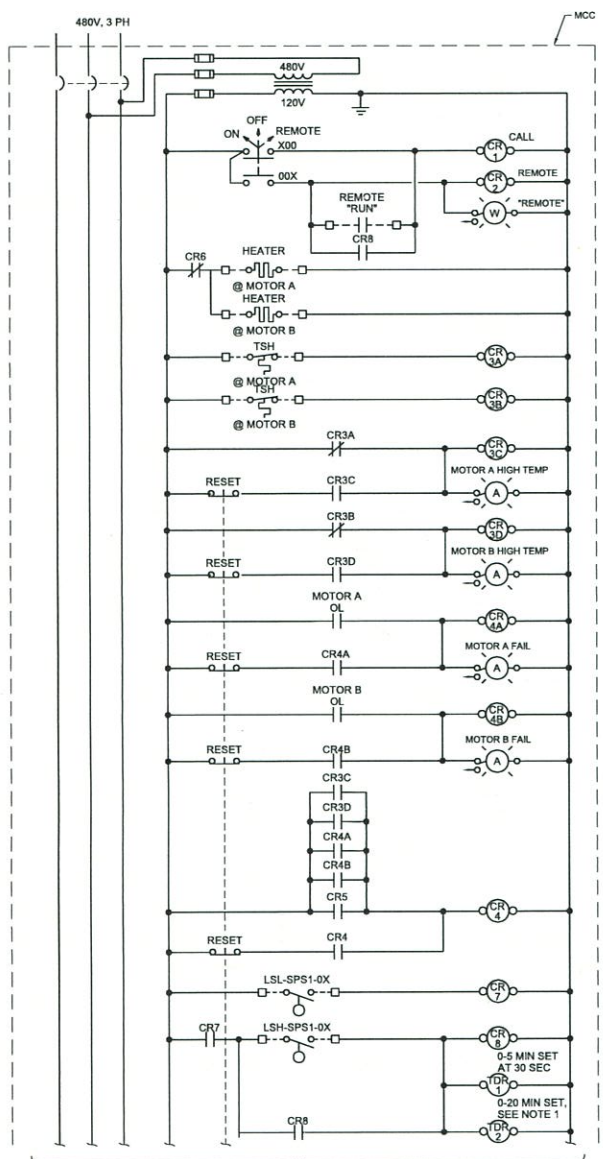 480V, 3 PH
MCC
480V
120V
OFF
ON
REMOTE
X00
CALL
CR
1
00X
REMOTE
CR
2
REMOTE
"RUN"
"REMOTE"
W
CR8
CR6
HEATER
@ MOTOR A
HEATER
@ MOTOR B
TSH
CR
3A
@ MOTOR A
TSH
CR
3B
@ MOTOR B
CR3A
CR
3C
MOTOR A HIGH TEMP
RESET
CR3C
A
CR3B
CR
3D
MOTOR B HIGH TEMP
RESET
CR3D
A
MOTOR A
OL
CR
4A
MOTOR A FAIL
RESET
CR4A
A
MOTOR B
OL
CR
4B
MOTOR B FAIL
RESET
CR4B
A
CR3C
CR3D
CR4A
CR4B
CR5
CR
4
RESET
CR4
LSL-SPS1-0X
CR
7
CR7
LSH-SPS1-0X
CR
8
0-5 MIN SET
AT 30 SEC
TDR
1
0-20 MIN SET,
SEE NOTE 1
CR8
TDR
2